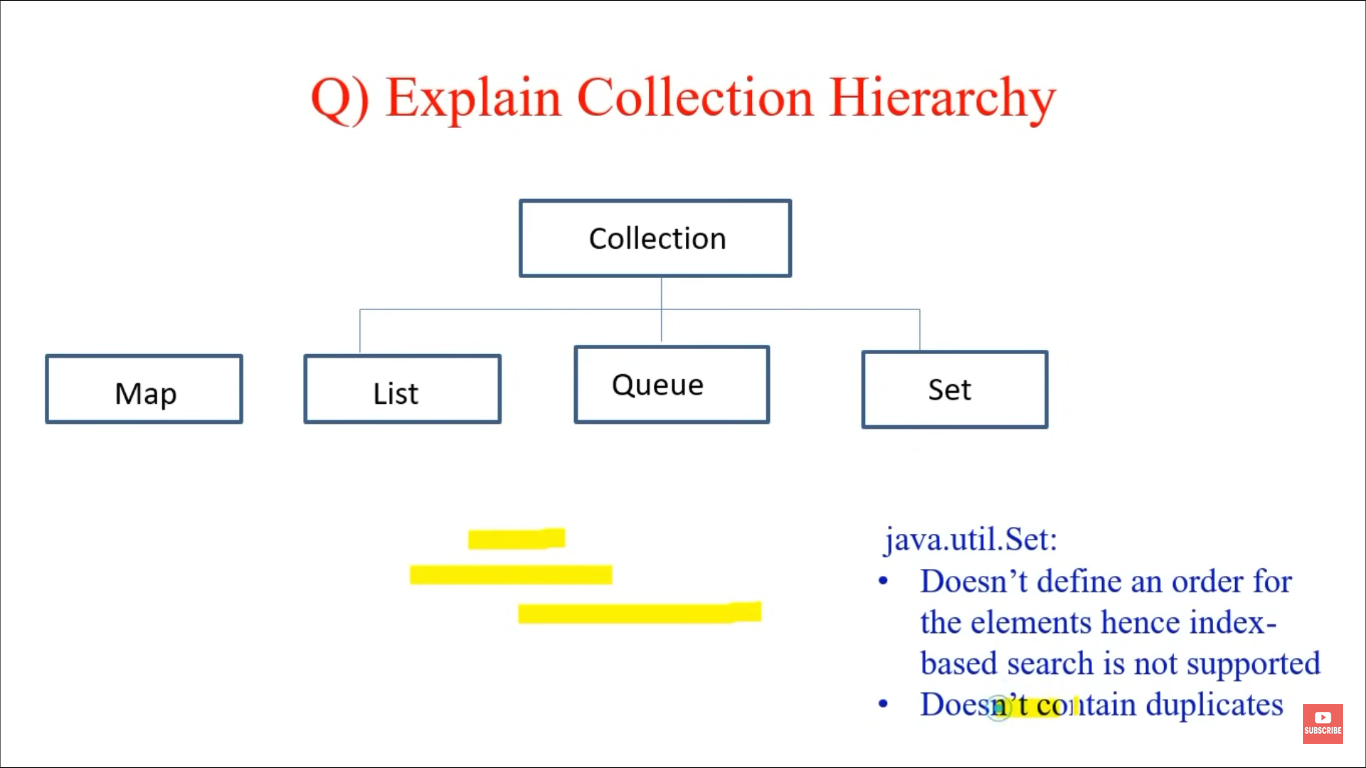 Q) Explain Collection Hierarchy
Collection
Map
List
Queue
Set
java.util.Set:
• Doesn’t define an order for
the elements hence index-
based search is not supported
• Doesn’t contain duplicates
SUBSCRIBE